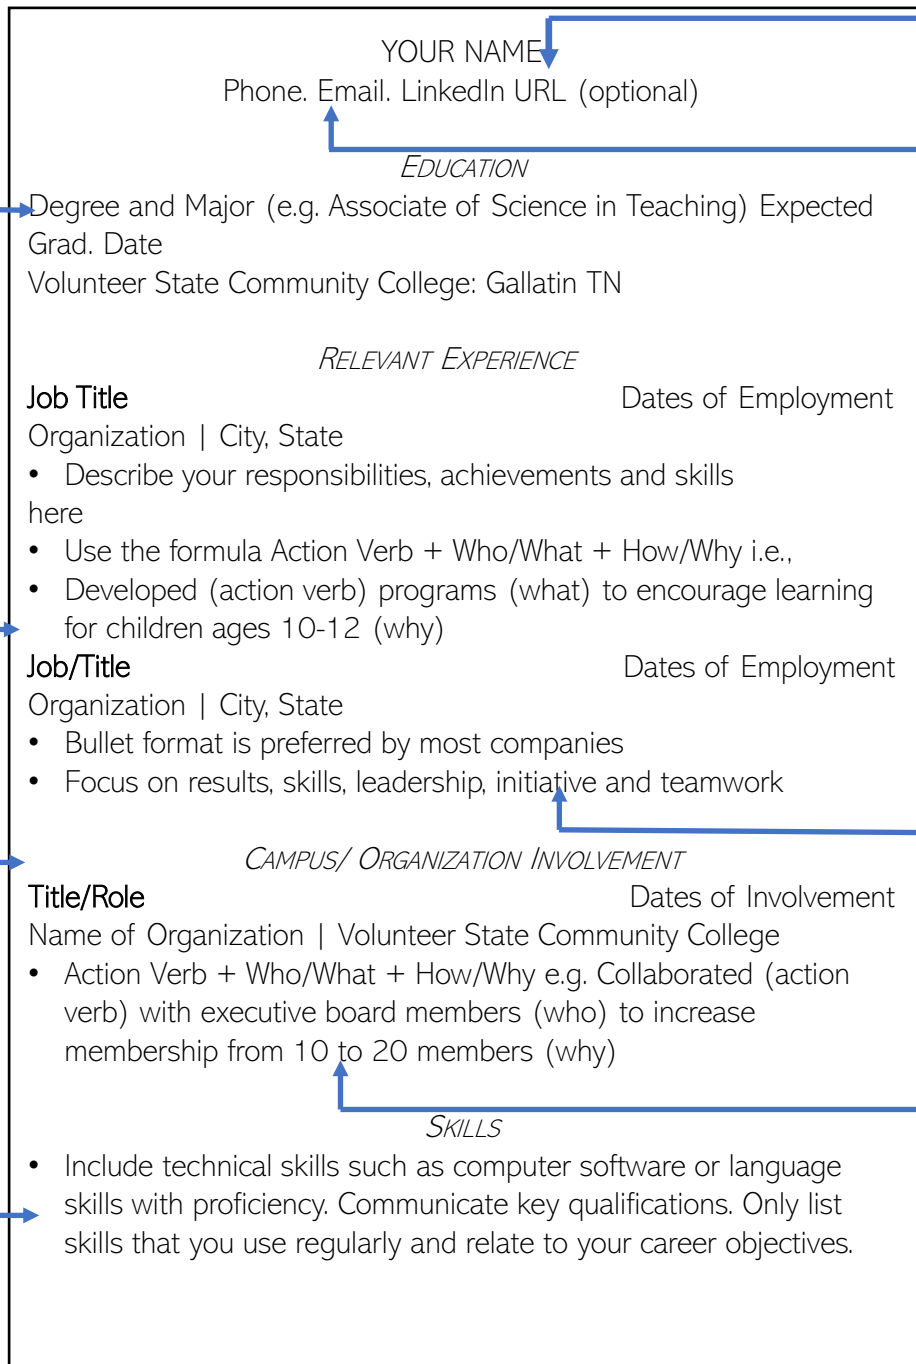 YOUR NAME
Phone. Email. LinkedIn URL (optional)
EDUCATION
Degree and Major (e.g. Associate of Science in Teaching) Expected
Grad. Date
Volunteer State Community College: Gallatin TN
RELEVANT EXPERIENCE
Job Title Dates of Employment
Organization | City, State
• Describe your responsibilities, achievements and skills
here
• Use the formula Action Verb + Who/What + How/Why i.e.,
• Developed (action verb) programs (what) to encourage learning
for children ages 10-12 (why)
Job/Title Dates of Employment
Organization | City, State
• Bullet format is preferred by most companies
• Focus on results, skills, leadership, initiative and teamwork
CAMPUS/ ORGANIZATION INVOLVEMENT
Title/Role Dates of Involvement
Name of Organization | Volunteer State Community College
• Action Verb + Who/What + How/Why e.g. Collaborated (action
verb) with executive board members (who) to increase
membership from 10 to 20 members (why)
SKILLS
• Include technical skills such as computer software or language
skills with proficiency. Communicate key qualifications. Only list
skills that you use regularly and relate to your career objectives.